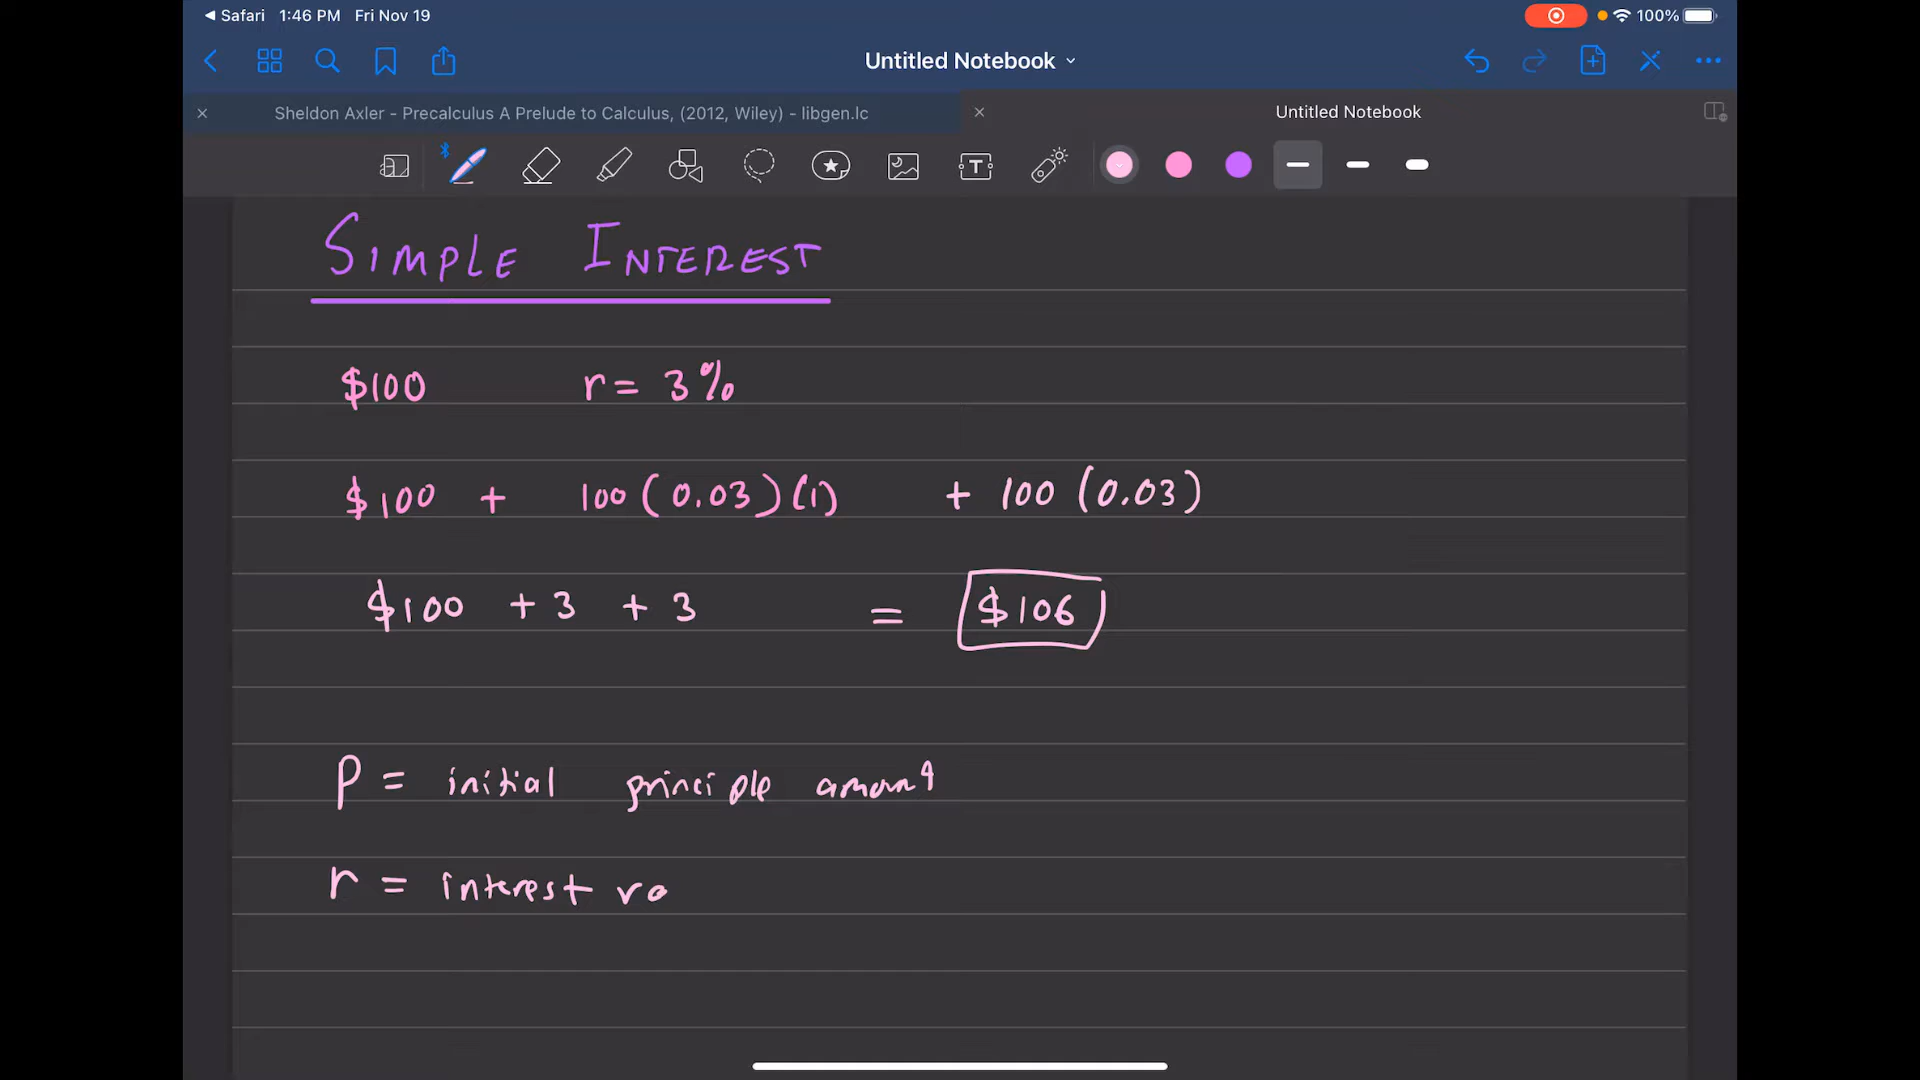 Safari 1:46 PM Fri Nov 19 100%
Untitled Notebook
Sheldon Axler - Precalculus A Prelude to Calculus, (2012, Wiley) - libgen.lc Untitled Notebook
SIMPLE INTEREST
$100 r = 3%
$100 + 100(0.03)(1) + 100(0.03)
$100 + 3 + 3 = $106
P = initial principle amount
r = interest ra